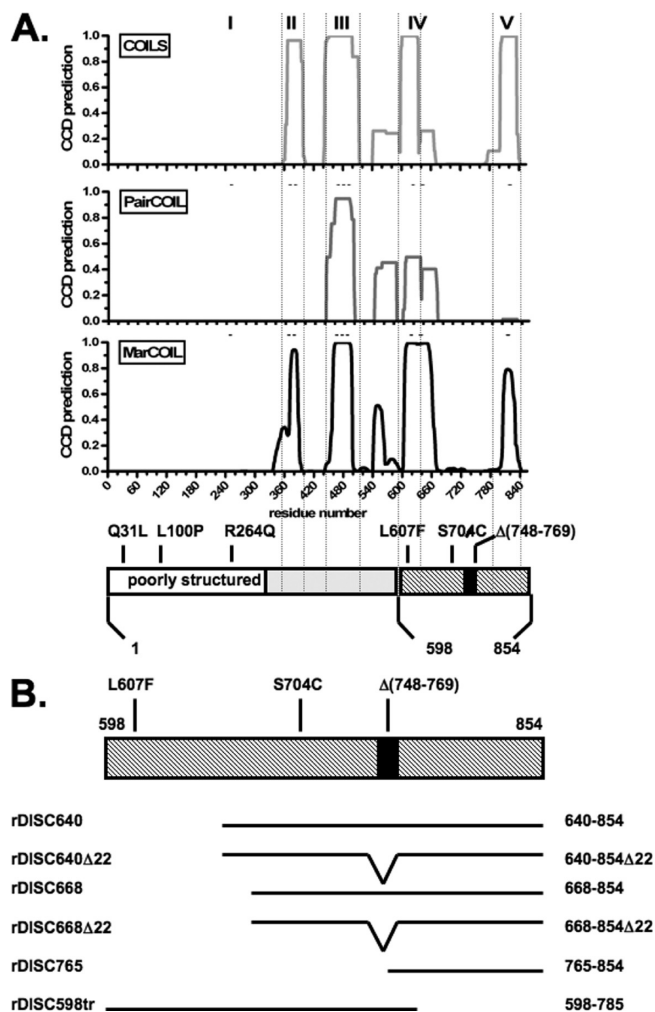 A.
I II III IV V
COILS
CCD prediction
1.0
0.8
0.6
0.4
0.2
0.0
PairCOIL
CCD prediction
1.0
0.8
0.6
0.4
0.2
0.0
MarCOIL
CCD prediction
1.0
0.8
0.6
0.4
0.2
0.0
0 60 120 180 240 300 360 420 480 540 600 660 720 780 840
residue number
Q31L L100P R264Q L607F S704C Δ(748-769)
poorly structured
1 598 854
B.
L607F S704C Δ(748-769)
598 854
rDISC640 640-854
rDISC640Δ22 640-854Δ22
rDISC668 668-854
rDISC668Δ22 668-854Δ22
rDISC765 765-854
rDISC598tr 598-785